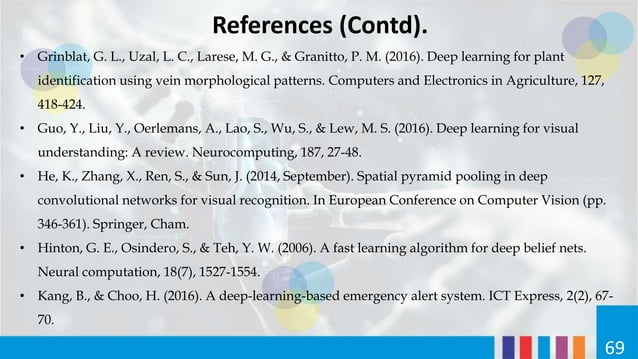 References (Contd).
• Grinblat, G. L., Uzal, L. C., Larese, M. G., & Granitto, P. M. (2016). Deep learning for plant
identification using vein morphological patterns. Computers and Electronics in Agriculture, 127,
418-424.
• Guo, Y., Liu, Y., Oerlemans, A., Lao, S., Wu, S., & Lew, M. S. (2016). Deep learning for visual
understanding: A review. Neurocomputing, 187, 27-48.
• He, K., Zhang, X., Ren, S., & Sun, J. (2014, September). Spatial pyramid pooling in deep
convolutional networks for visual recognition. In European Conference on Computer Vision (pp.
346-361). Springer, Cham.
• Hinton, G. E., Osindero, S., & Teh, Y. W. (2006). A fast learning algorithm for deep belief nets.
Neural computation, 18(7), 1527-1554.
• Kang, B., & Choo, H. (2016). A deep-learning-based emergency alert system. ICT Express, 2(2), 67-
70.
69